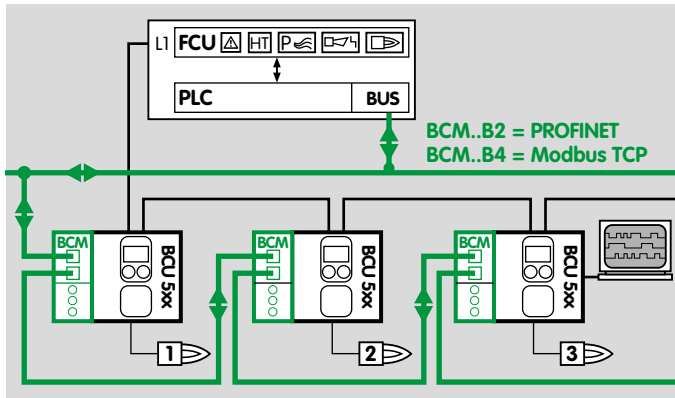 L1 FCU HT P
PLC BUS
BCM..B2 = PROFINET
BCM..B4 = Modbus TCP
BCM BCU 5xx
BCM BCU 5xx
BCM BCU 5xx
1 2 3